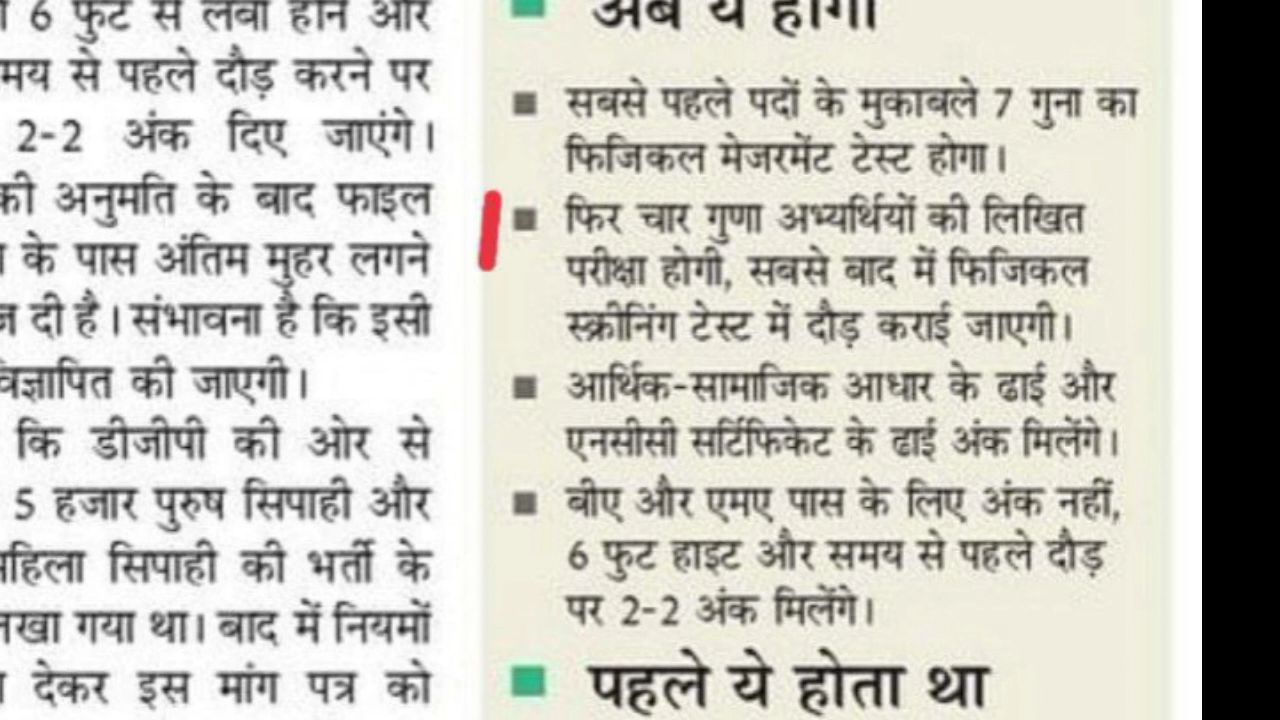 6 फुट से लंबा होने और
समय से पहले दौड़ करने पर
2-2 अंक दिए जाएंगे।
की अनुमति के बाद फाइल
के पास अंतिम मुहर लगने
दी है। संभावना है कि इसी
विज्ञापित की जाएगी।
कि डीजीपी की ओर से
5 हजार पुरुष सिपाही और
महिला सिपाही की भर्ती के
गया था। बाद में नियमों
देकर इस मांग पत्र को
अब ये होगा
सबसे पहले पदों के मुकाबले 7 गुना का
फिजिकल मेजरमेंट टेस्ट होगा।
फिर चार गुणा अभ्यर्थियों की लिखित
परीक्षा होगी, सबसे बाद में फिजिकल
स्क्रीनिंग टेस्ट में दौड़ कराई जाएगी।
आर्थिक-सामाजिक आधार के ढाई और
एनसीसी सर्टिफिकेट के ढाई अंक मिलेंगे।
बीए और एमए पास के लिए अंक नहीं,
6 फुट हाइट और समय से पहले दौड़
पर 2-2 अंक मिलेंगे।
पहले ये होता था